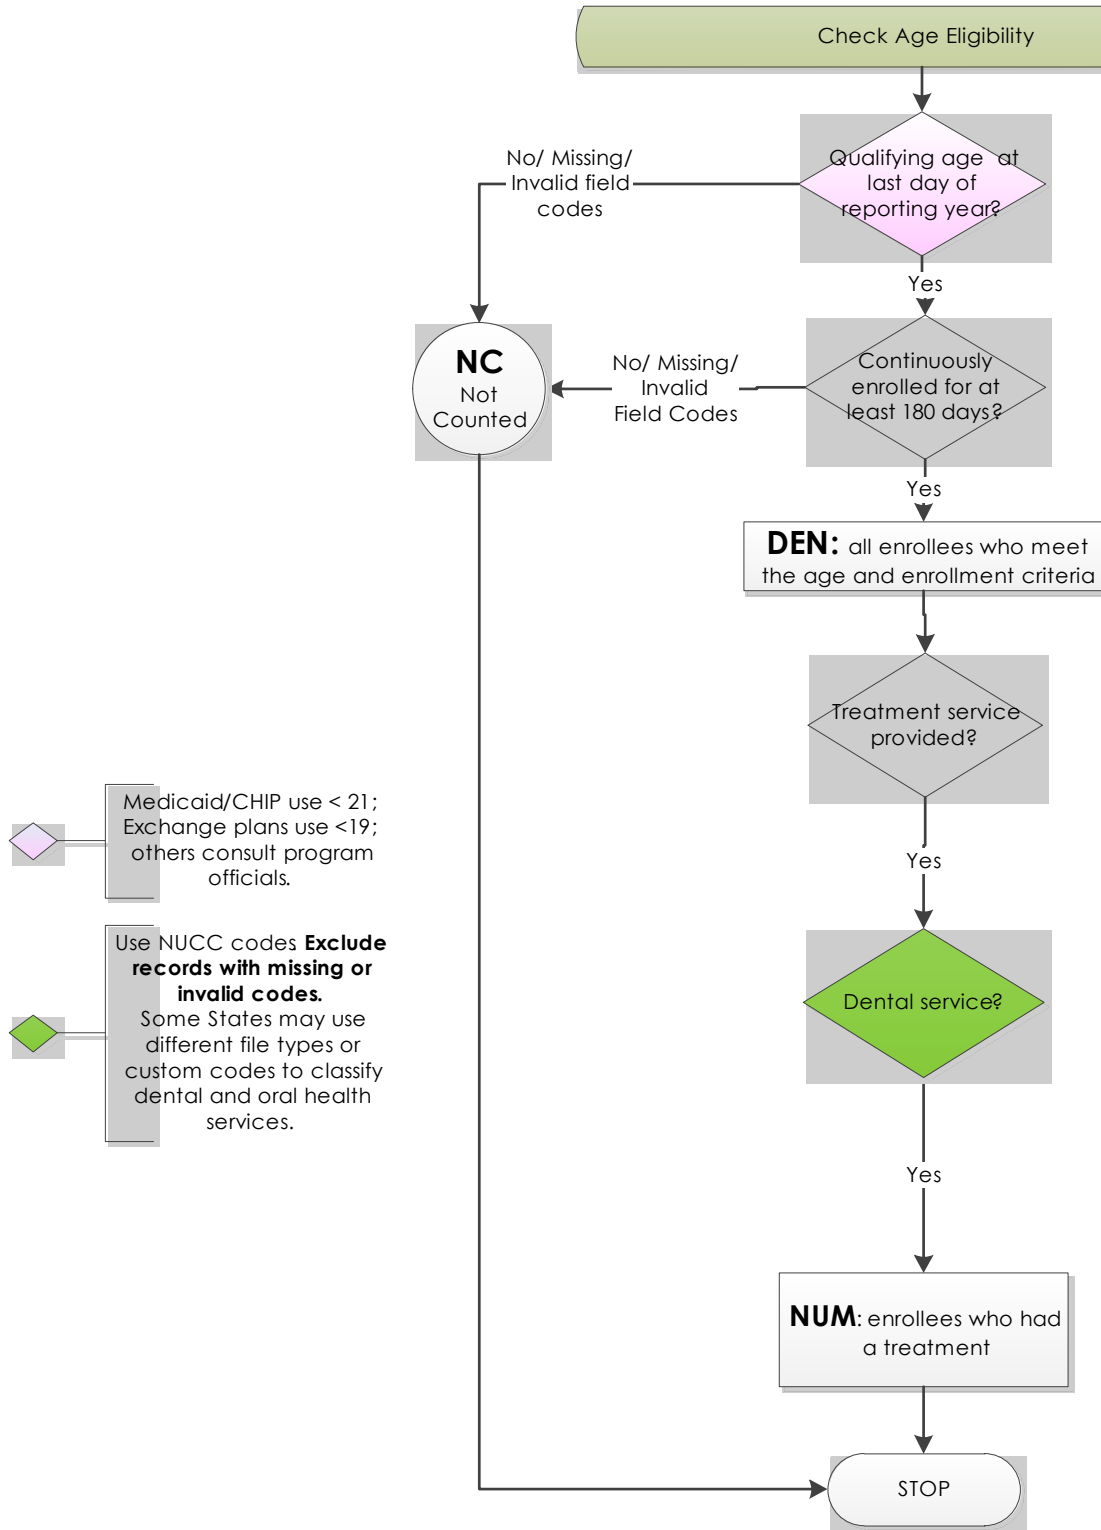 Check Age Eligibility
Qualifying age at
last day of
reporting year?
No/ Missing/
Invalid field
codes
Yes
NC
Not
Counted
No/ Missing/
Invalid
Field Codes
Continuously
enrolled for at
least 180 days?
Yes
DEN: all enrollees who meet
the age and enrollment criteria
Treatment service
provided?
Medicaid/CHIP use < 21;
Exchange plans use <19;
others consult program
officials.
Yes
Use NUCC codes Exclude
records with missing or
invalid codes.
Some States may use
different file types or
custom codes to classify
dental and oral health
services.
Dental service?
Yes
NUM: enrollees who had
a treatment
STOP